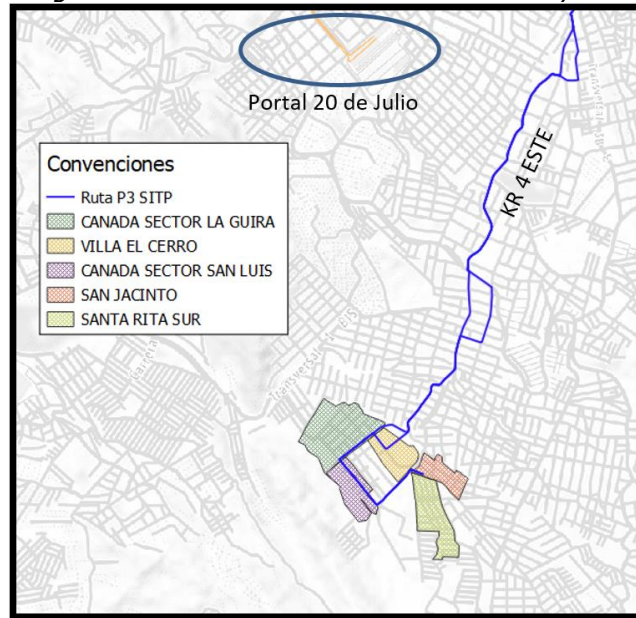 Portal 20 de Julio
KR 4 ESTE
Convenciones
Ruta P3 SITP
CANADA SECTOR LA GUIRA
VILLA EL CERRO
CANADA SECTOR SAN LUIS
SAN JACINTO
SANTA RITA SUR